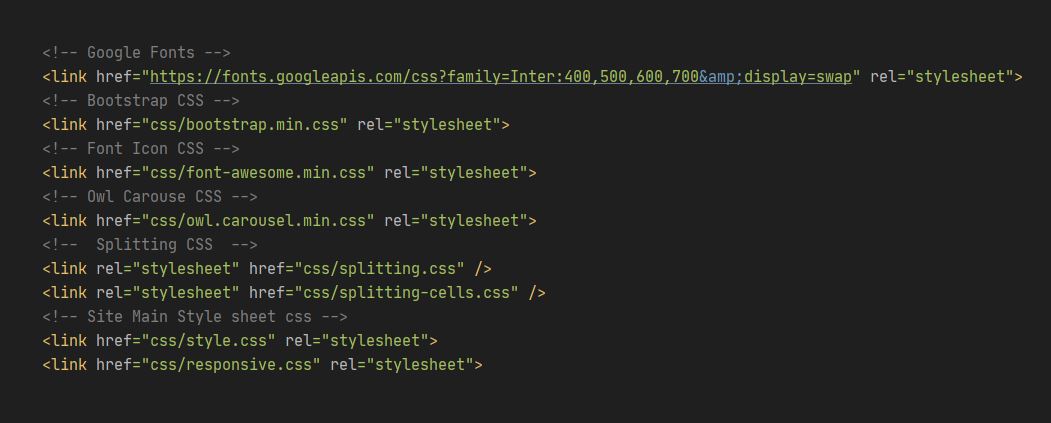 <!-- Google Fonts -->
<link href="https://fonts.googleapis.com/css?family=Inter:400,500,600,700&amp;display=swap" rel="stylesheet">
<!-- Bootstrap CSS -->
<link href="css/bootstrap.min.css" rel="stylesheet">
<!-- Font Icon CSS -->
<link href="css/font-awesome.min.css" rel="stylesheet">
<!-- Owl Carouse CSS -->
<link href="css/owl.carousel.min.css" rel="stylesheet">
<!--  Splitting CSS  -->
<link rel="stylesheet" href="css/splitting.css" />
<link rel="stylesheet" href="css/splitting-cells.css" />
<!-- Site Main Style sheet css -->
<link href="css/style.css" rel="stylesheet">
<link href="css/responsive.css" rel="stylesheet">